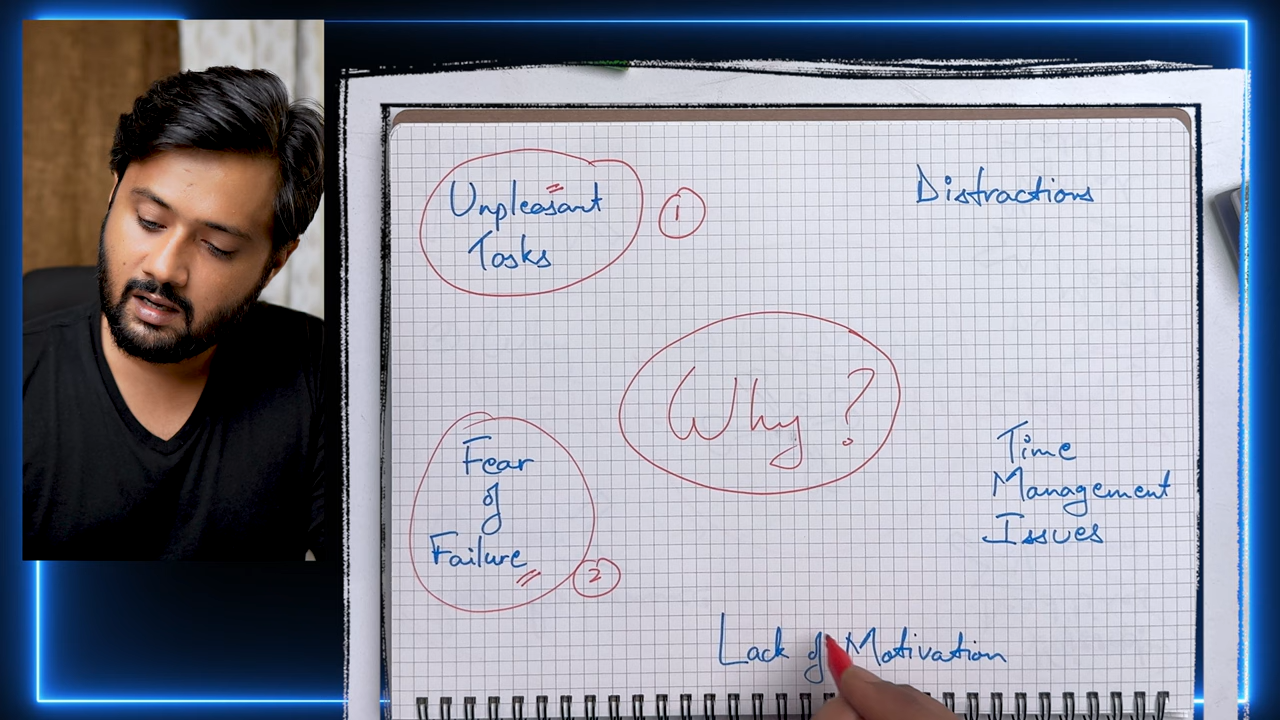 Unpleasant
Tasks
1
Distractions
Why ?
Fear
of
Failure
2
Time
Management
Issues
Lack of Motivation